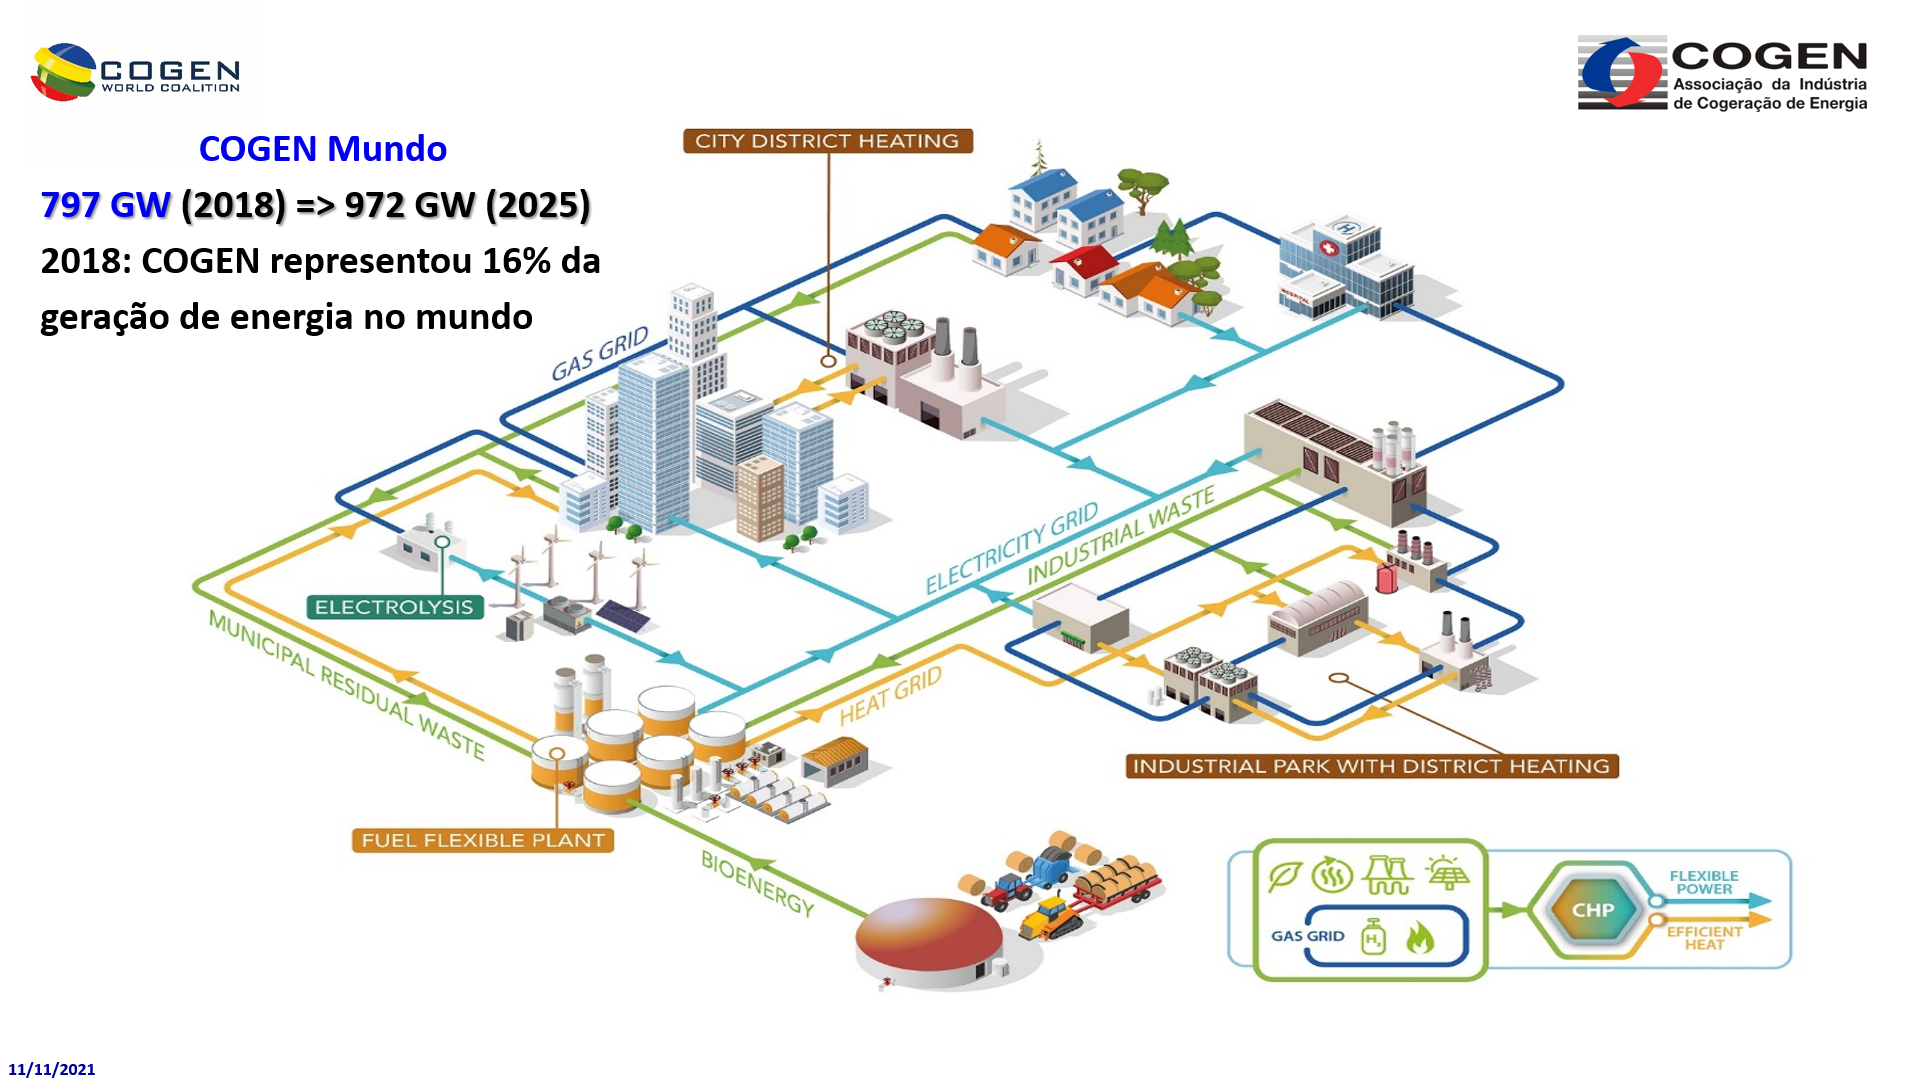 COGEN
WORLD COALITION
COGEN
Associação da Indústria
de Cogeração de Energia
COGEN Mundo
797 GW (2018) => 972 GW (2025)
2018: COGEN representou 16% da
geração de energia no mundo
CITY DISTRICT HEATING
GAS GRID
H
HOSPITAL
ELECTRICITY GRID
INDUSTRIAL WASTE
ELECTROLYSIS
MUNICIPAL RESIDUAL WASTE
HEAT GRID
INDUSTRIAL PARK WITH DISTRICT HEATING
FUEL FLEXIBLE PLANT
BIOENERGY
GAS GRID
H₂
CHP
FLEXIBLE
POWER
EFFICIENT
HEAT
11/11/2021